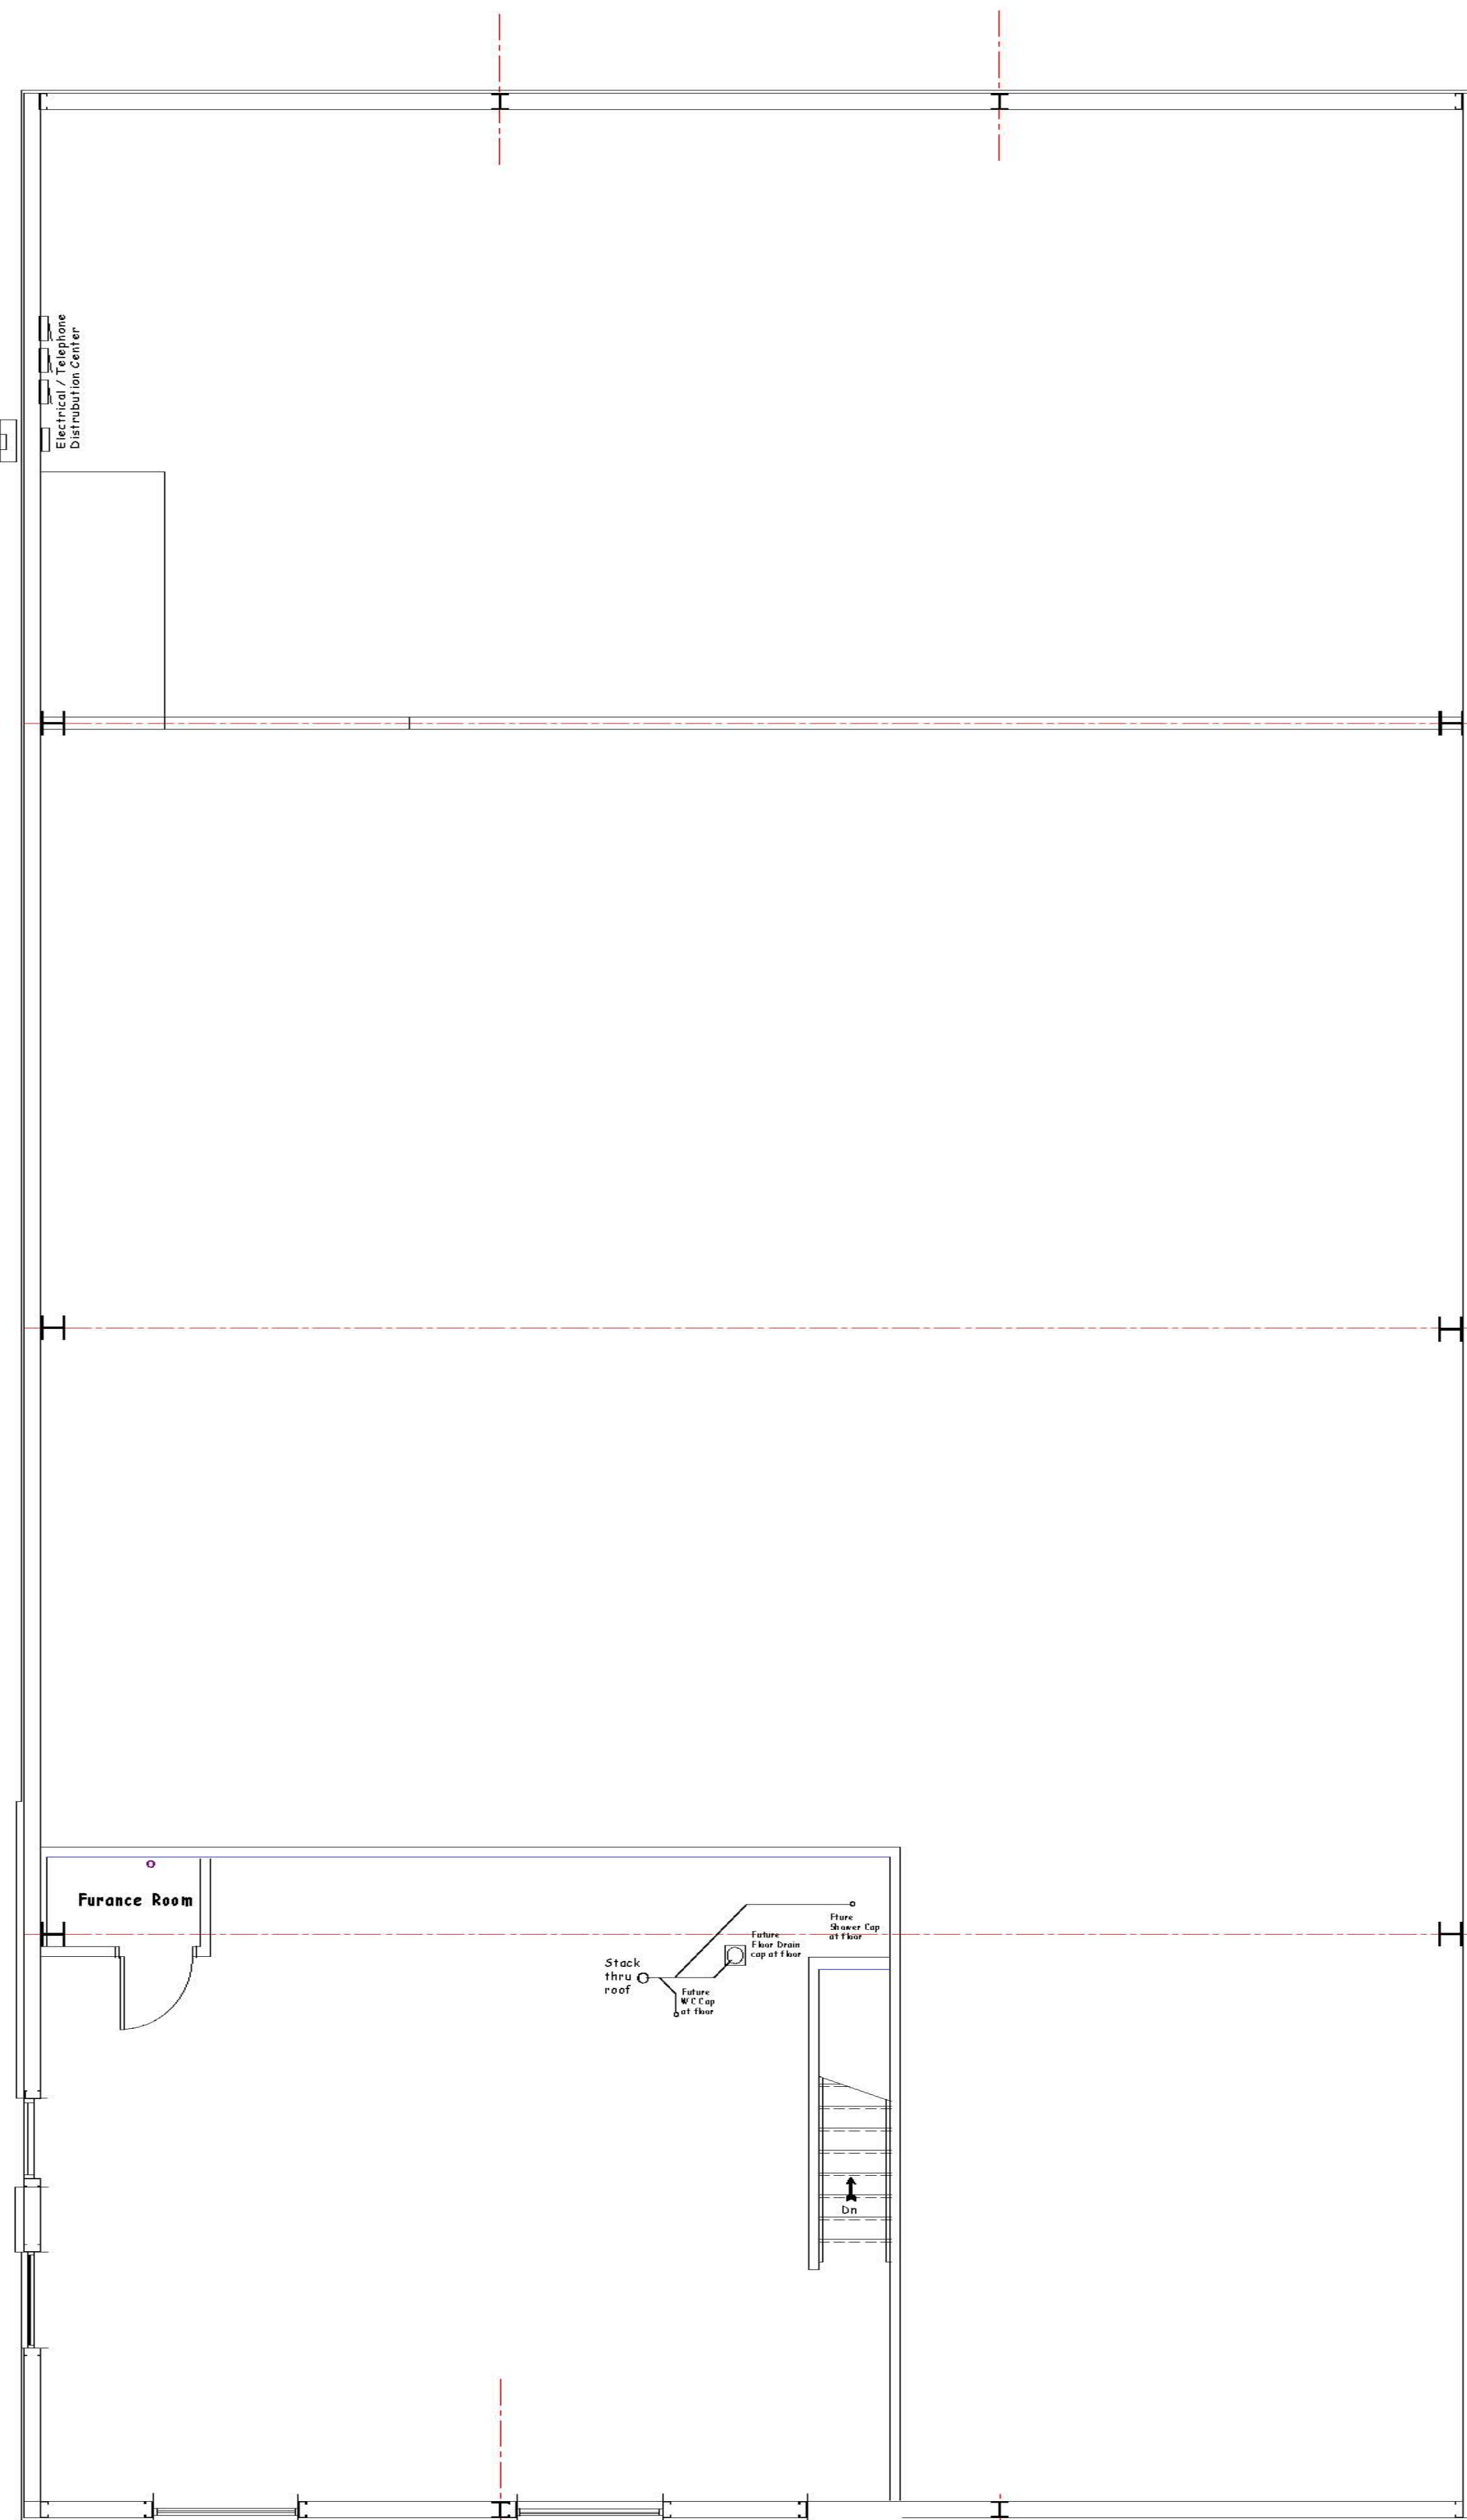 Electrical / Telephone
Distrubution Center
Furance Room
Fture
Shower Cap
at floor
Future
Floor Drain
cap at floor
Stack
thru
roof
Future
W C Cap
at floor
Dn